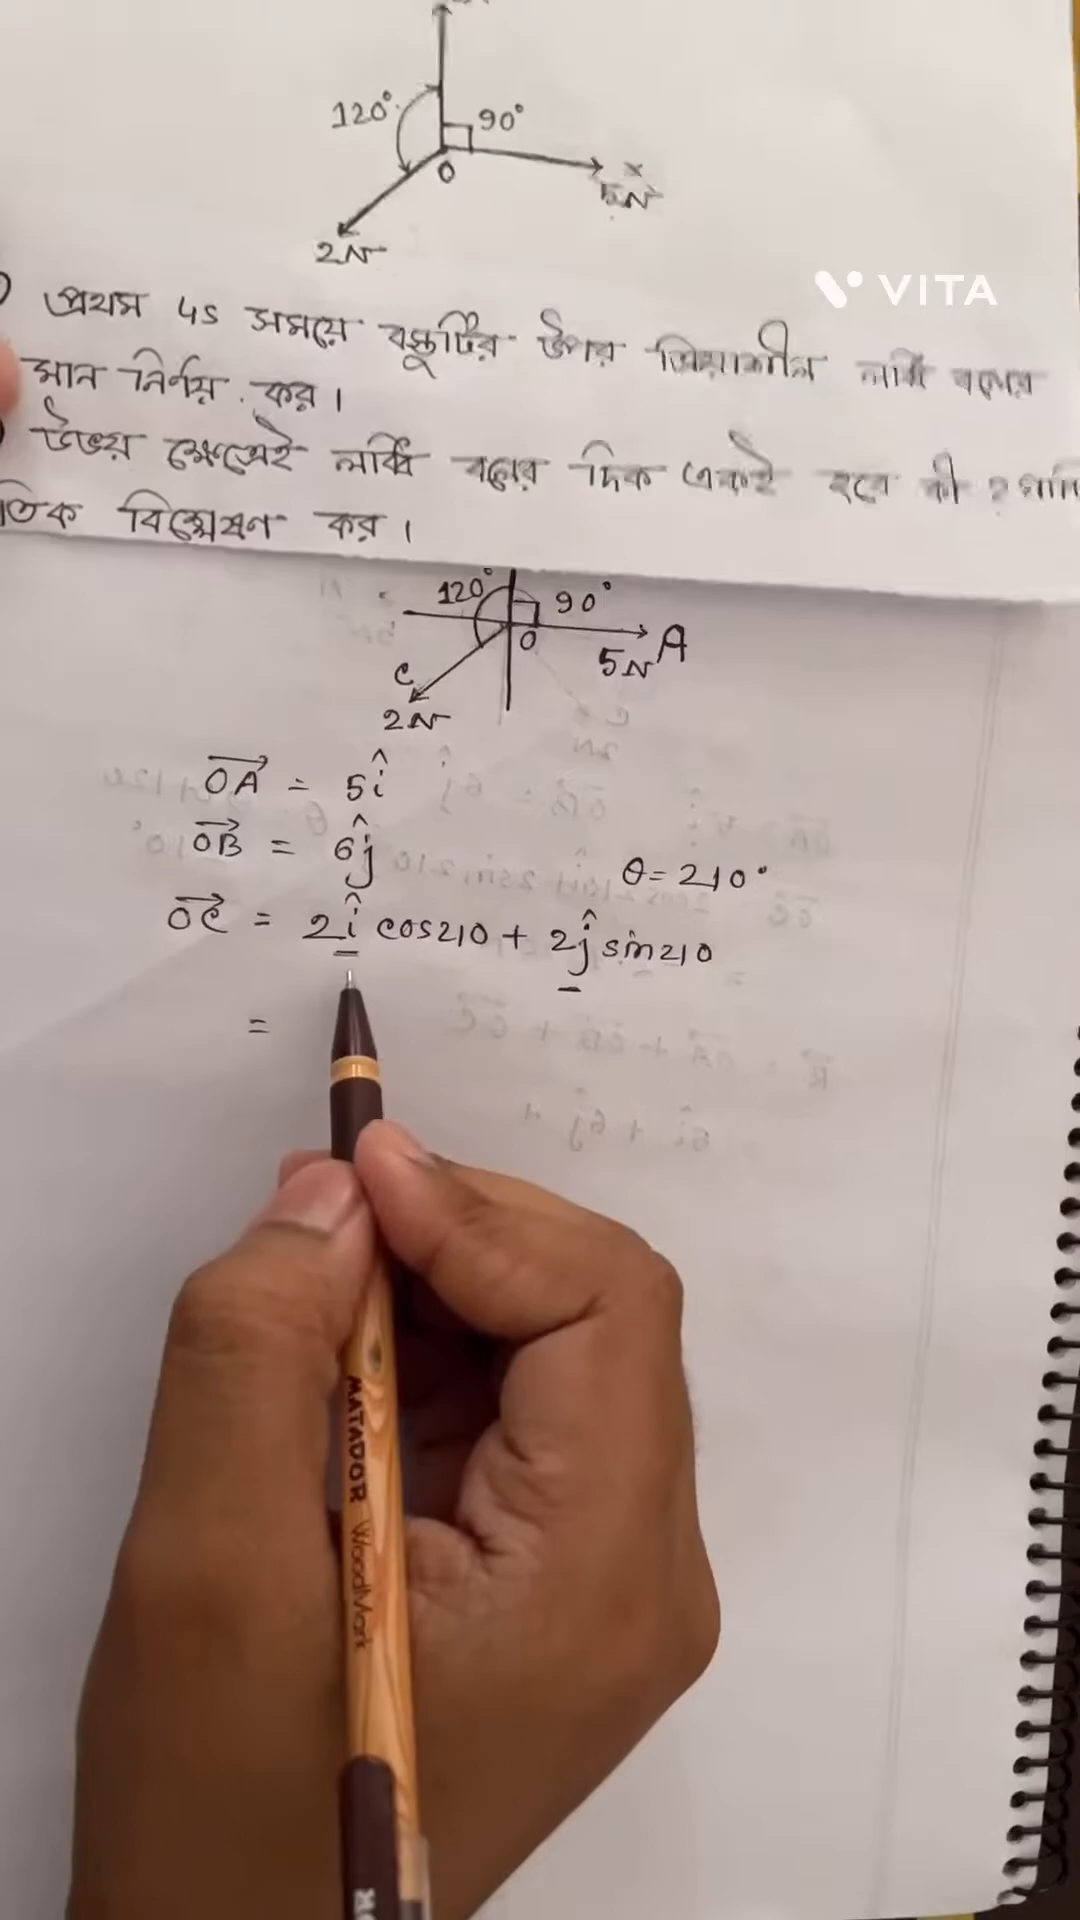 120° 90°
O
x
5N
2N
VITA
প্রথম 4s সময়ে বস্তুটির উপর ক্রিয়াশীল লব্ধি বলের
মান নির্ণয় কর।
উভয় ক্ষেত্রেই লব্ধি বলের দিক একই হবে কী ?
তিক বিশ্লেষণ কর।
120° 90°
O
5N A
C
2N
OA = 5î
OB = 6ĵ
θ = 210°
OC = 2î cos210 + 2ĵ sin210
=
MATADOR WoodMark